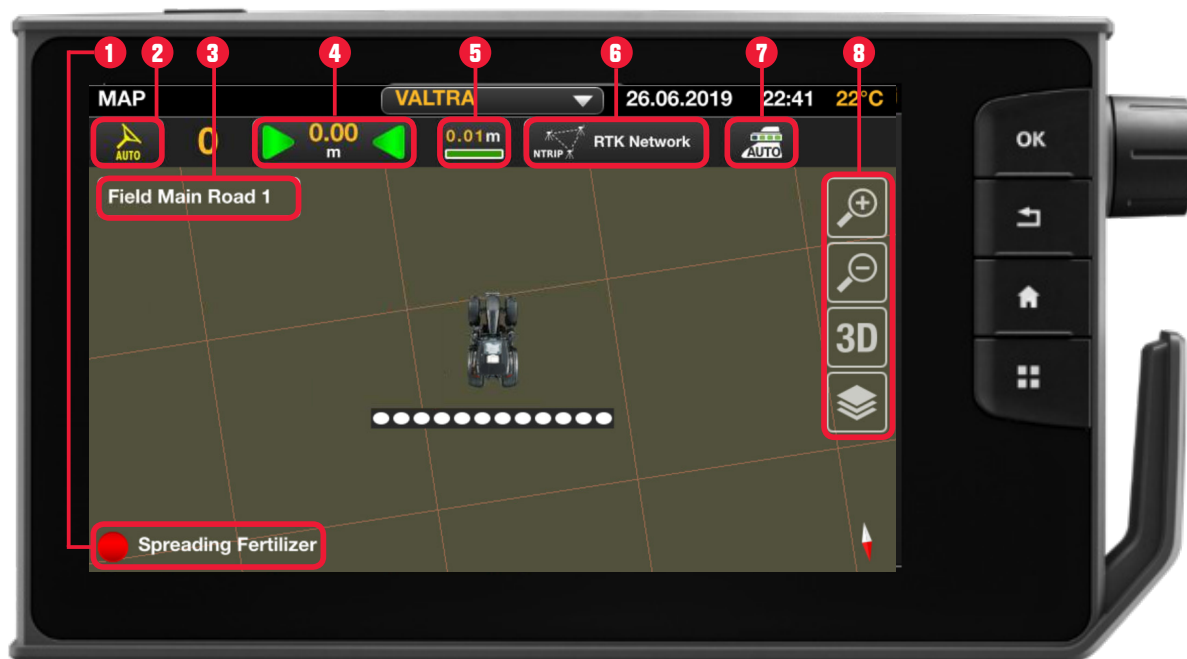 1 2 3 4 5 6 7 8
MAP VALTRA 26.06.2019 22:41 22°C
AUTO 0 0.00 m 0.01m NTRIP RTK Network AUTO
Field Main Road 1
3D
Spreading Fertilizer
OK